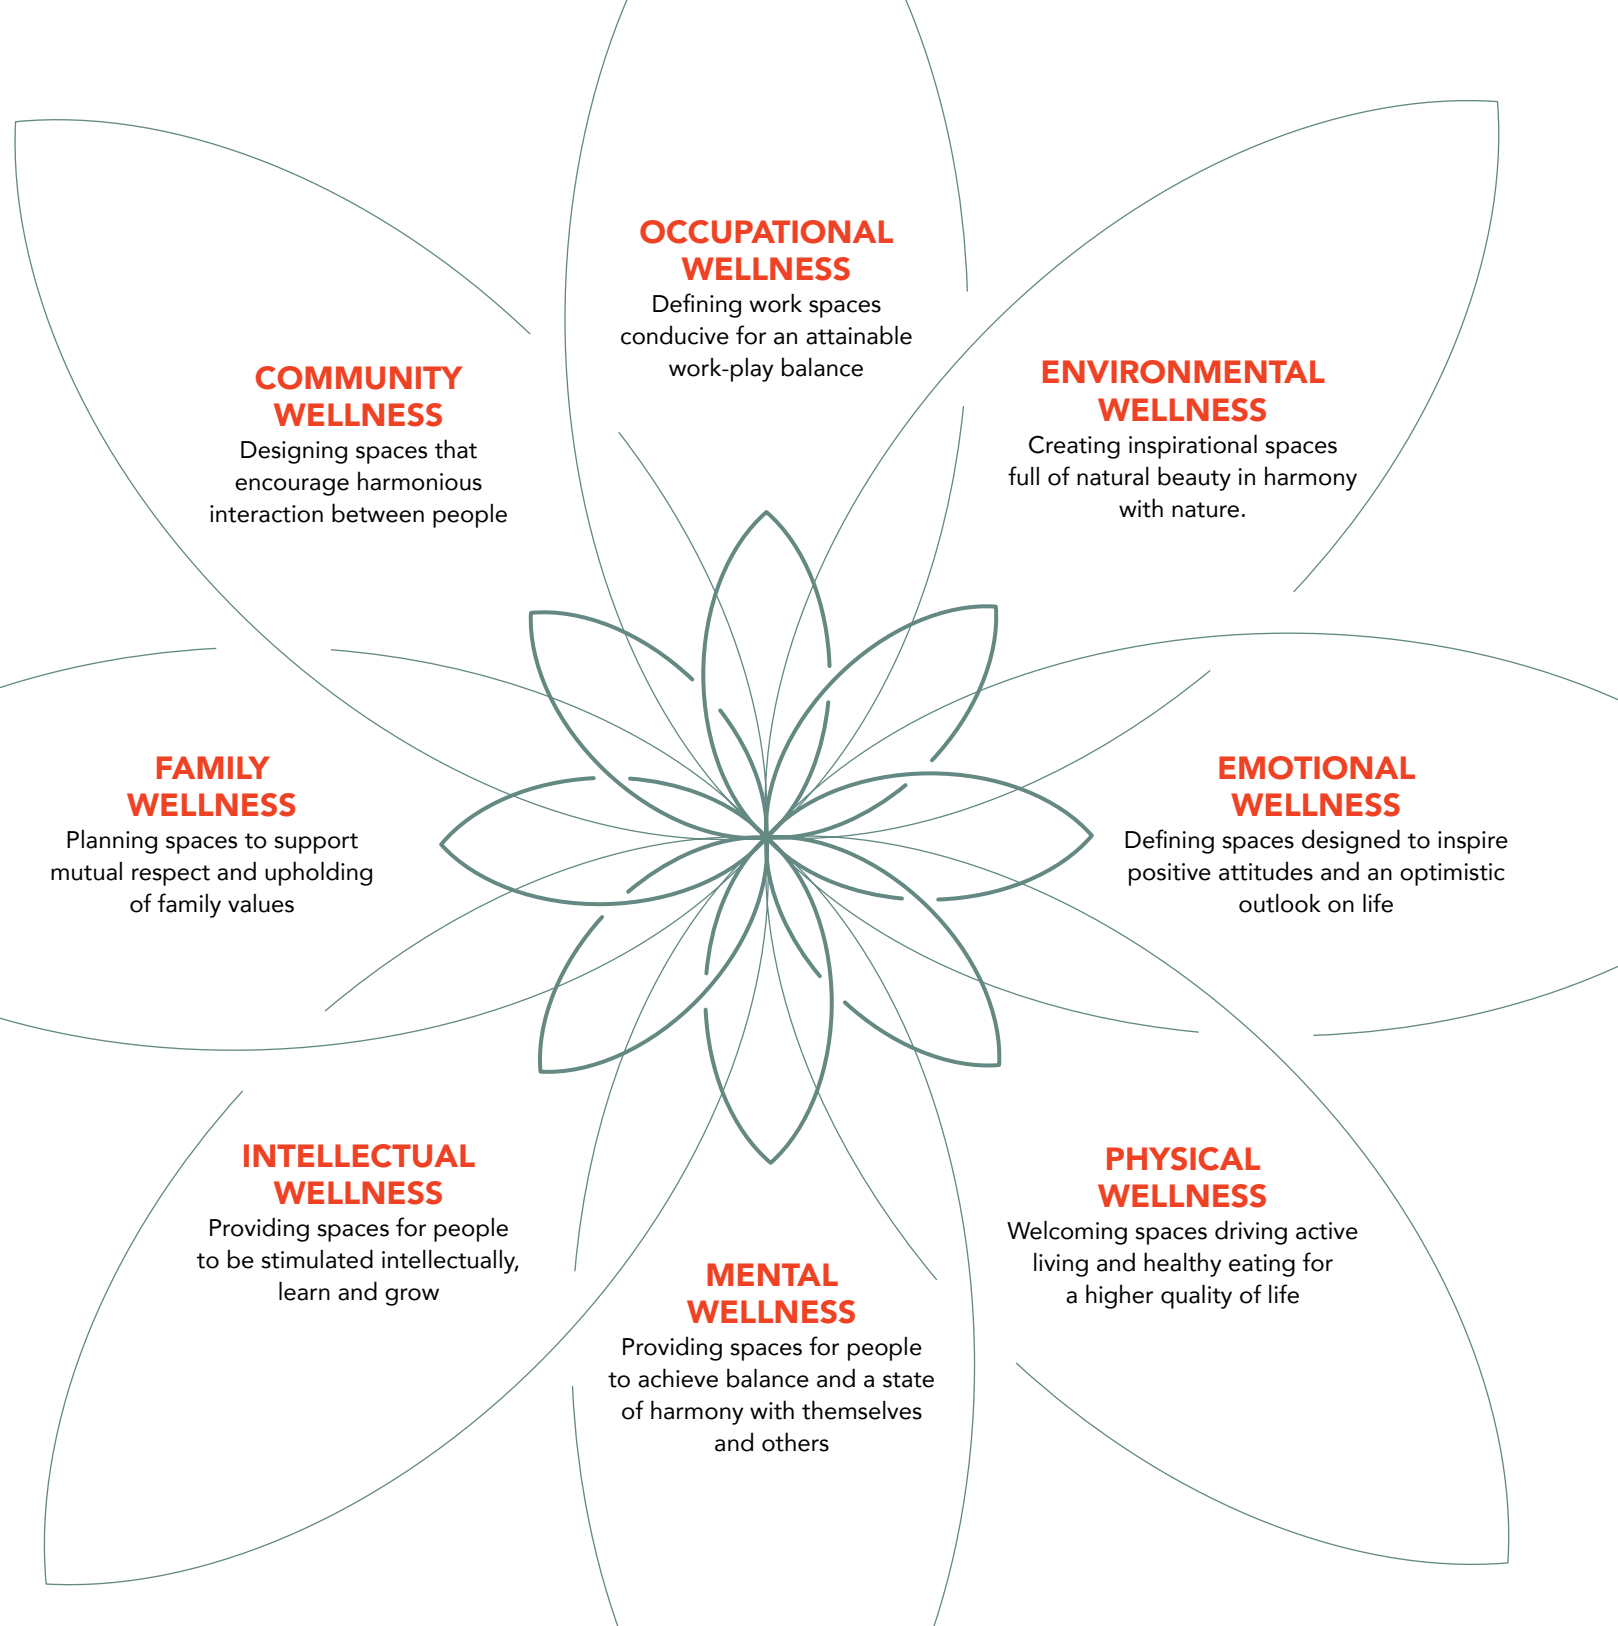 OCCUPATIONAL
WELLNESS
Defining work spaces
conducive for an attainable
work-play balance
ENVIRONMENTAL
WELLNESS
Creating inspirational spaces
full of natural beauty in harmony
with nature.
COMMUNITY
WELLNESS
Designing spaces that
encourage harmonious
interaction between people
FAMILY
WELLNESS
Planning spaces to support
mutual respect and upholding
of family values
EMOTIONAL
WELLNESS
Defining spaces designed to inspire
positive attitudes and an optimistic
outlook on life
INTELLECTUAL
WELLNESS
Providing spaces for people
to be stimulated intellectually,
learn and grow
PHYSICAL
WELLNESS
Welcoming spaces driving active
living and healthy eating for
a higher quality of life
MENTAL
WELLNESS
Providing spaces for people
to achieve balance and a state
of harmony with themselves
and others